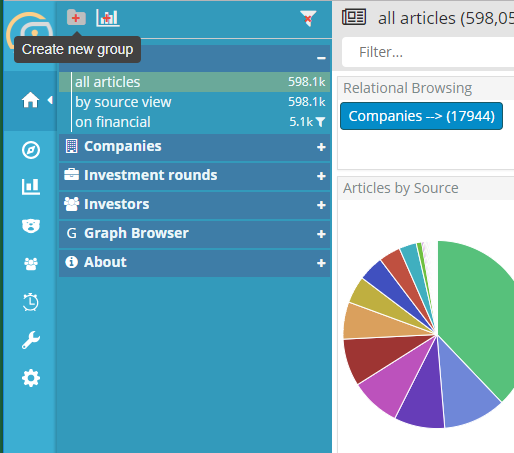 all articles (598,05
Create new group
Filter...
all articles 598.1k
by source view 598.1k
on financial 5.1k
Companies
Investment rounds
Investors
G Graph Browser
About
Relational Browsing
Companies --> (17944)
Articles by Source